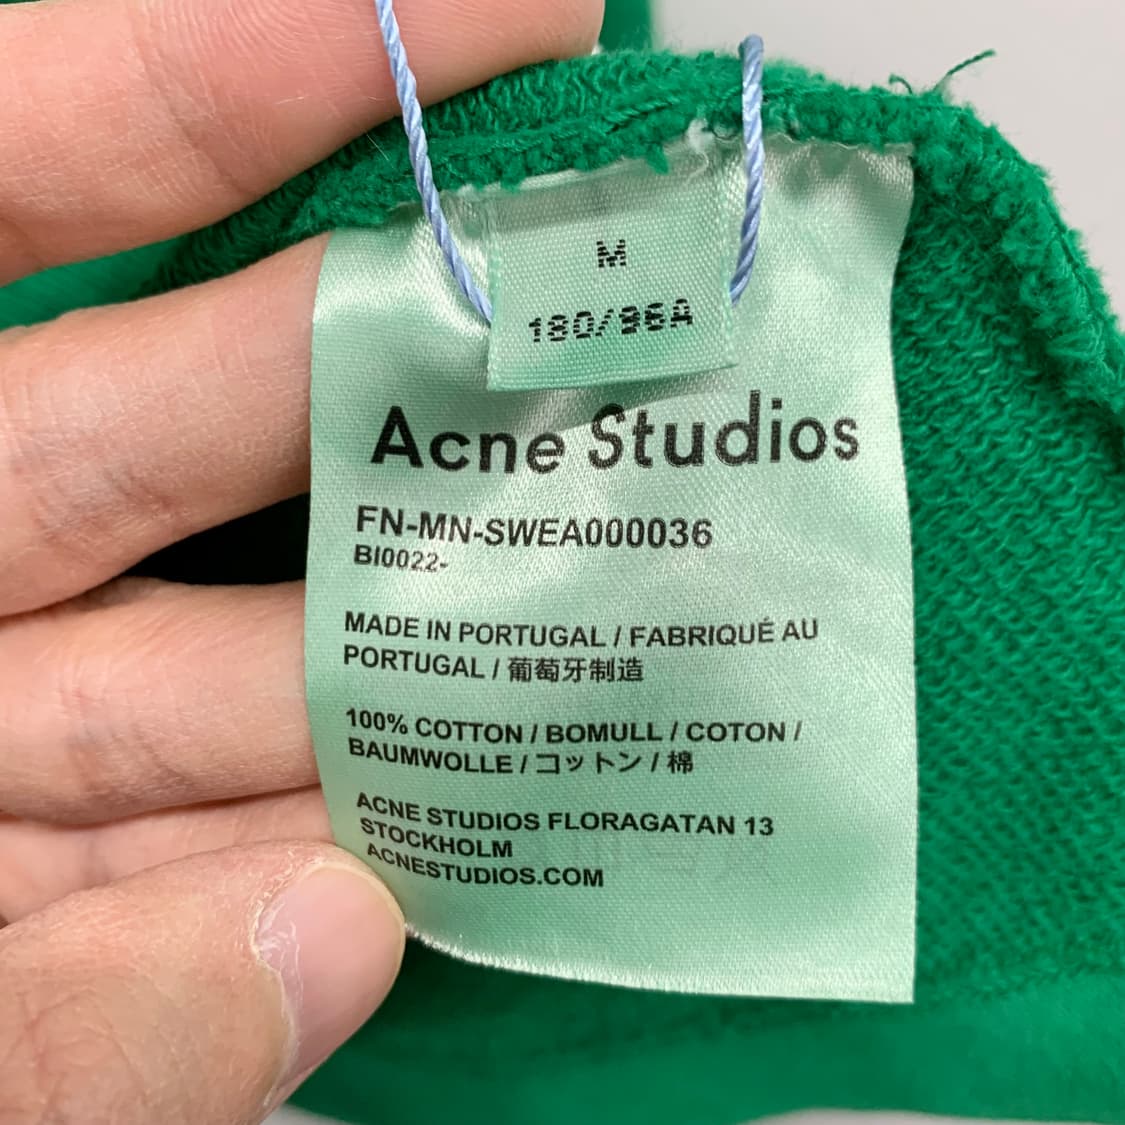 M
180/96A
Acne Studios
FN-MN-SWEA000036
BI0022-
MADE IN PORTUGAL / FABRIQUÉ AU
PORTUGAL / 葡萄牙制造
100% COTTON / BOMULL / COTON /
BAUMWOLLE / コットン / 棉
ACNE STUDIOS FLORAGATAN 13
STOCKHOLM
ACNESTUDIOS.COM